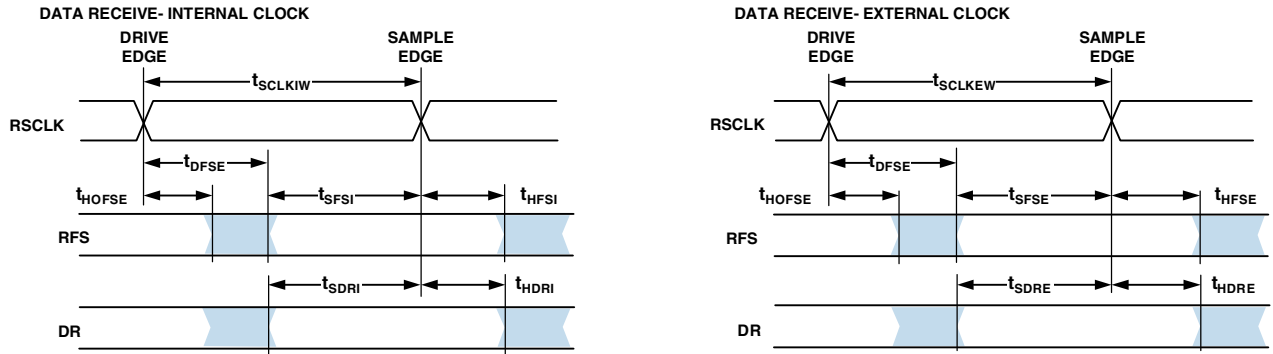 DATA RECEIVE- INTERNAL CLOCK
DRIVE
EDGE
SAMPLE
EDGE
tSCLKIW
RSCLK
tDFSE
tHOFSE
tSFSI
tHFSI
RFS
tSDRI
tHDRI
DR
DATA RECEIVE- EXTERNAL CLOCK
DRIVE
EDGE
SAMPLE
EDGE
tSCLKEW
RSCLK
tDFSE
tHOFSE
tSFSE
tHFSE
RFS
tSDRE
tHDRE
DR